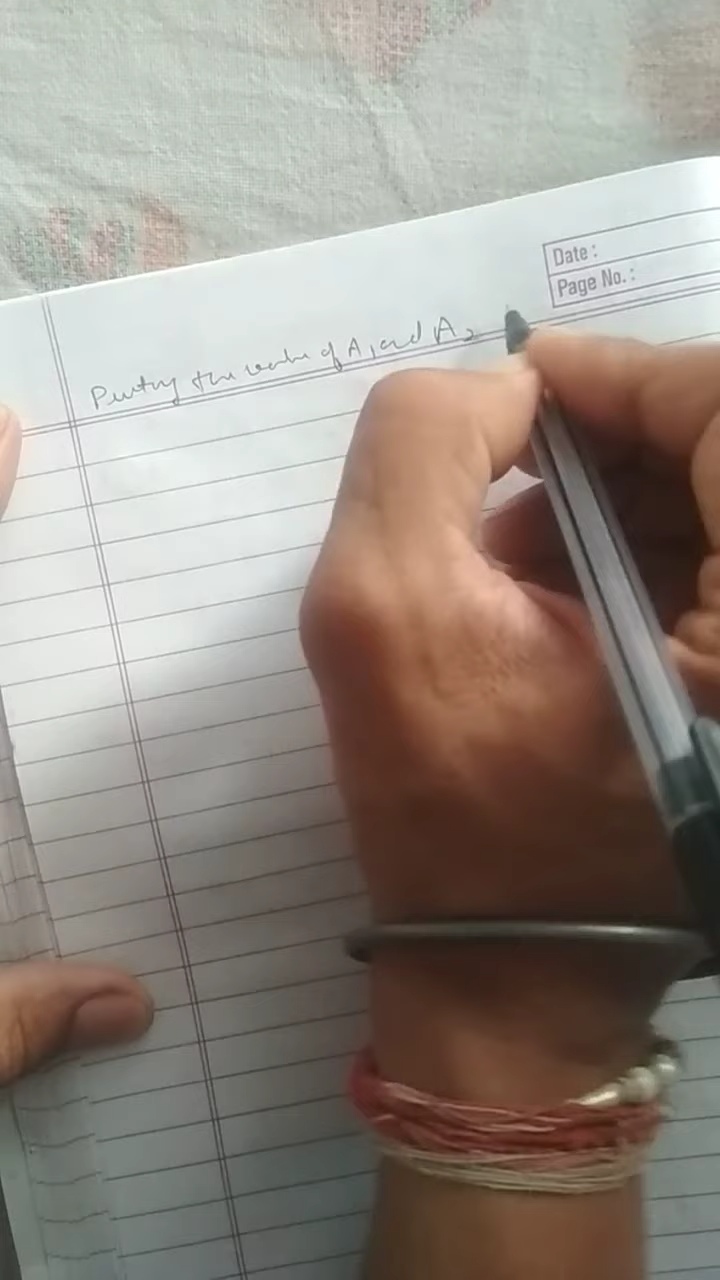 Date :
Page No. :
Putting the value of A₁ and A₂